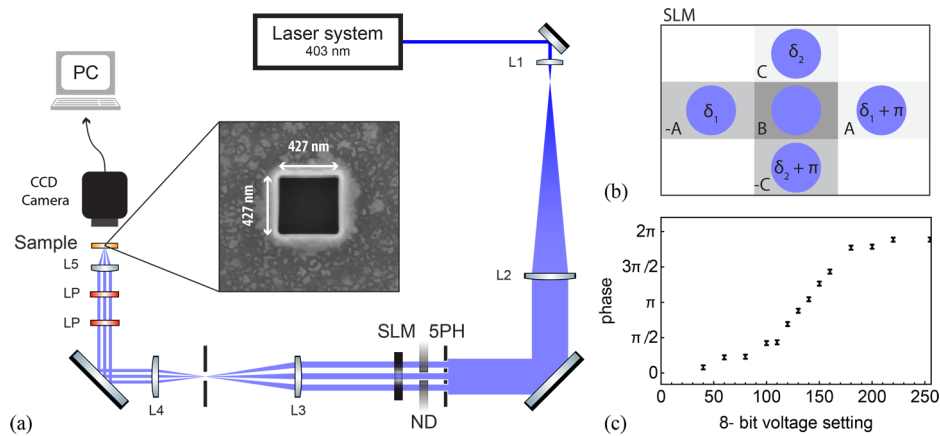 Laser system
403 nm
L1
PC
427 nm
427 nm
CCD
Camera
Sample
L5
LP
LP
L2
SLM
5PH
L4
L3
ND
(a)
SLM
δ2
C
δ1
-A
B
δ1 + π
A
δ2 + π
-C
(b)
2π
3π /2
π
π /2
0
phase
0 50 100 150 200 250
8- bit voltage setting
(c)